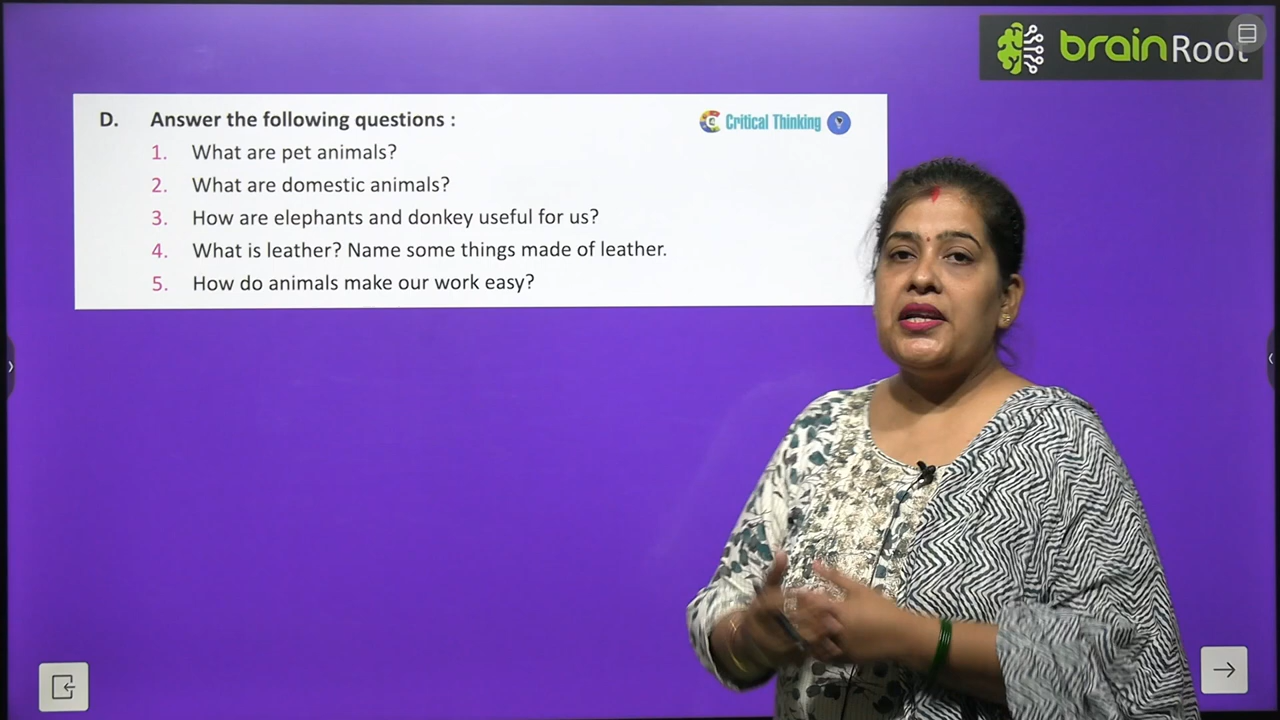 brainRoot
D. Answer the following questions :
Critical Thinking
1. What are pet animals?
2. What are domestic animals?
3. How are elephants and donkey useful for us?
4. What is leather? Name some things made of leather.
5. How do animals make our work easy?